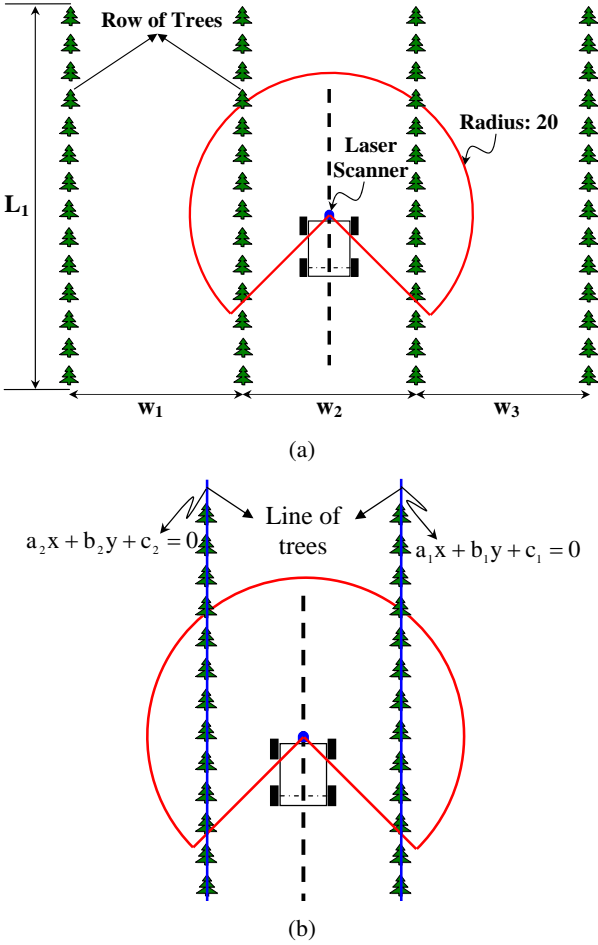 Row of Trees
Radius: 20
Laser
Scanner
L₁
w₁
w₂
w₃
(a)
Line of
trees
a₂x + b₂y + c₂ = 0
a₁x + b₁y + c₁ = 0
(b)